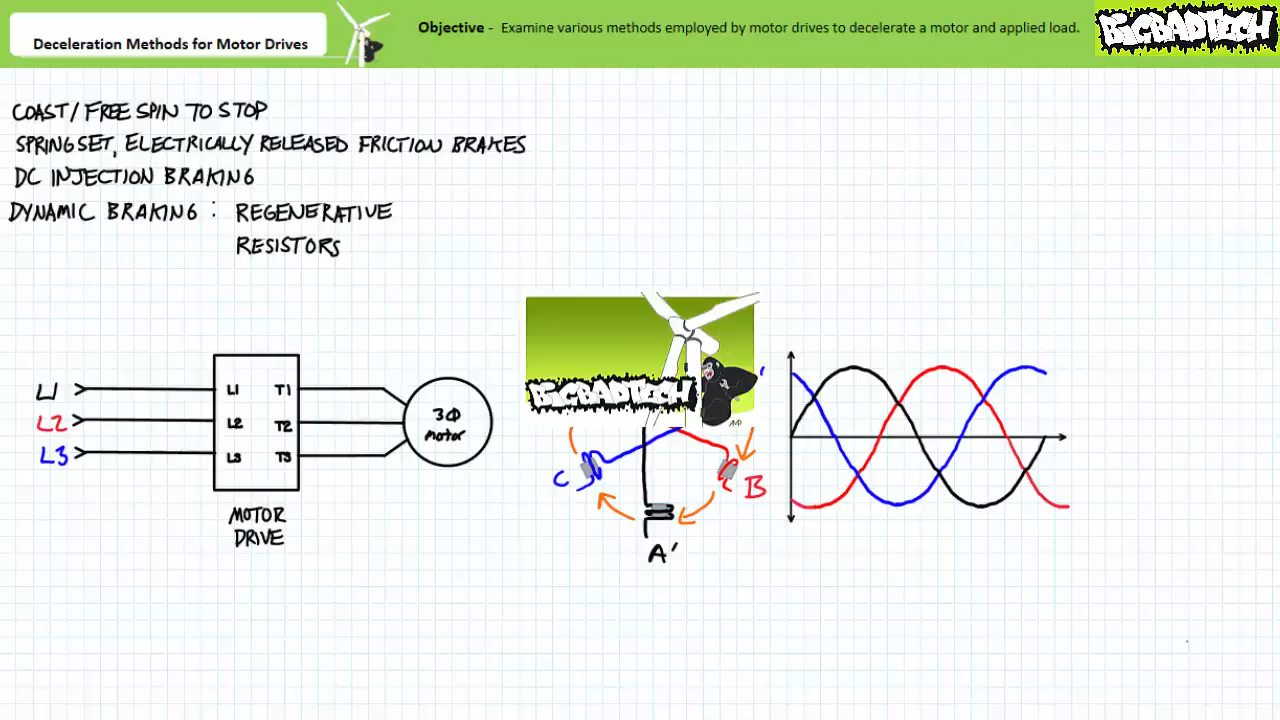 Deceleration Methods for Motor Drives
Objective - Examine various methods employed by motor drives to decelerate a motor and applied load.
BIGBADTECH
COAST/FREE SPIN TO STOP
SPRING SET, ELECTRICALLY RELEASED FRICTION BRAKES
DC INJECTION BRAKING
DYNAMIC BRAKING : REGENERATIVE
RESISTORS
L1
L2
L3
L1 T1
L2 T2
L3 T3
MOTOR
DRIVE
3Φ
motor
BIGBADTECH
C
B
A'